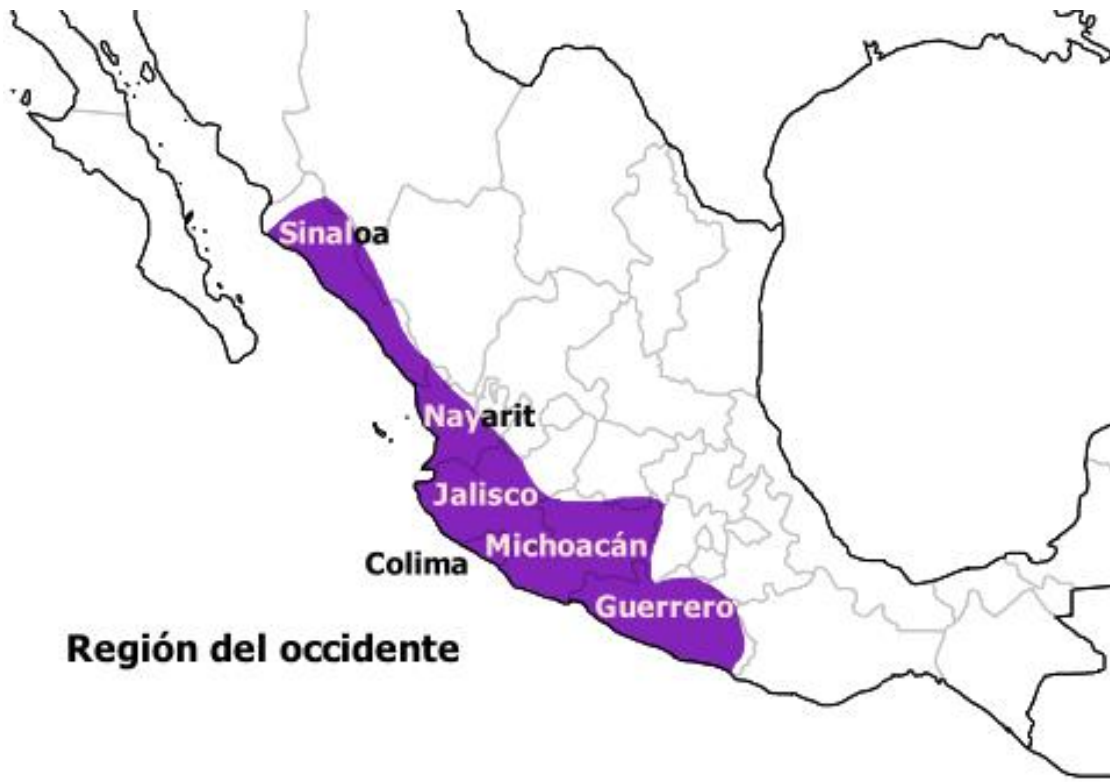 Sinaloa
Nayarit
Jalisco
Michoacán
Colima
Guerrero
Región del occidente